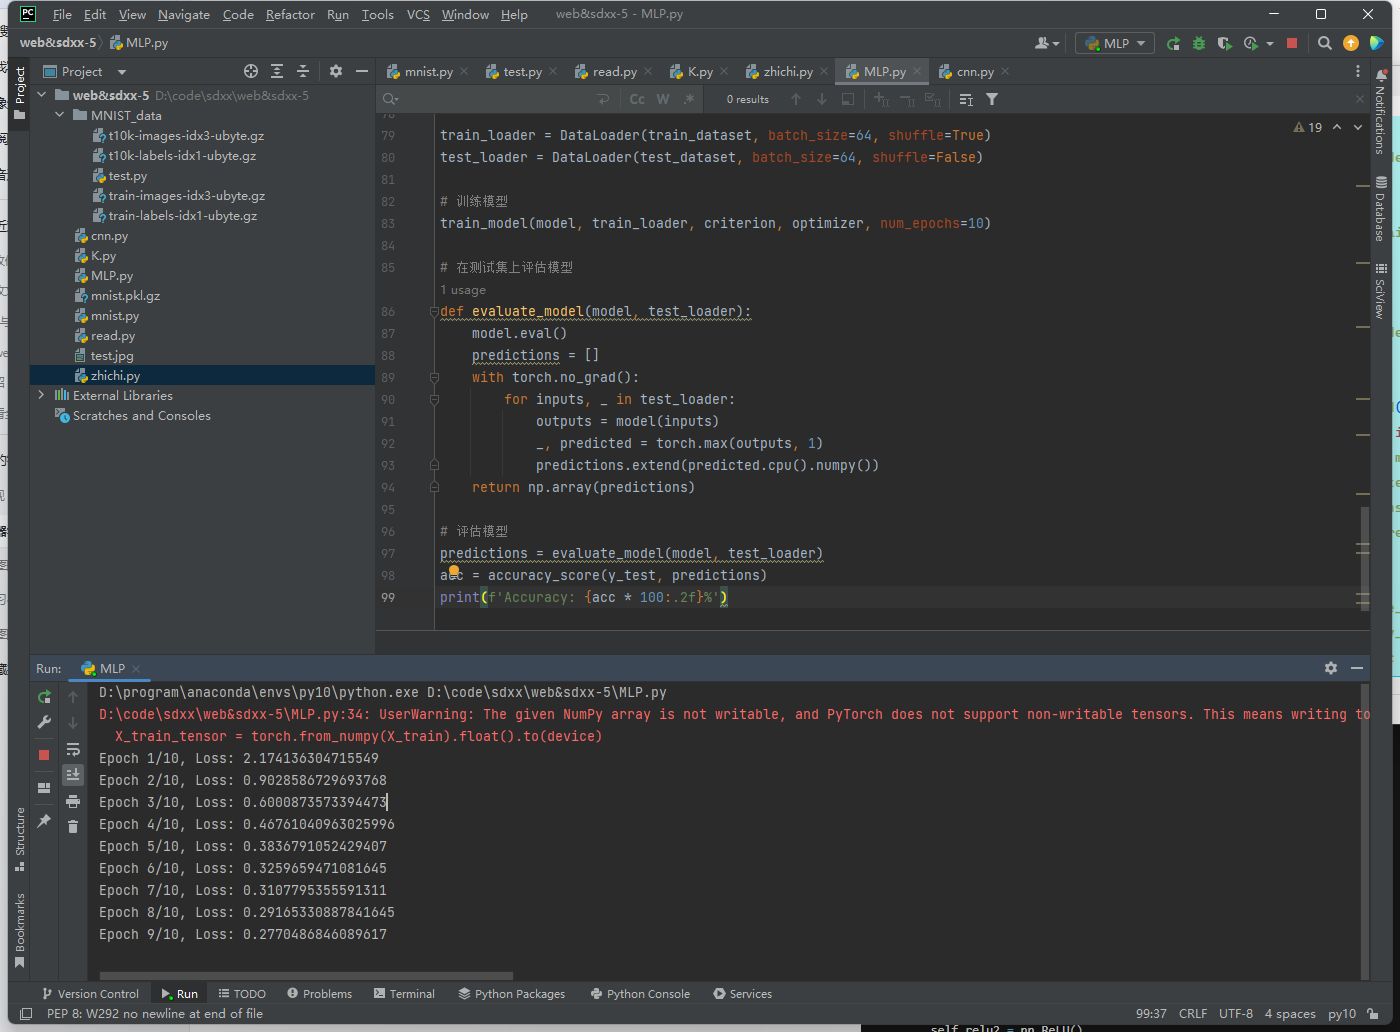 File Edit View Navigate Code Refactor Run Tools VCS Window Help web&sdxx-5 - MLP.py
web&sdxx-5 MLP.py
MLP
Project
mnist.py test.py read.py K.py zhichi.py MLP.py cnn.py
Cc W .* 0 results
Project
web&sdxx-5 D:\code\sdxx\web&sdxx-5
MNIST_data
t10k-images-idx3-ubyte.gz
t10k-labels-idx1-ubyte.gz
test.py
train-images-idx3-ubyte.gz
train-labels-idx1-ubyte.gz
cnn.py
K.py
MLP.py
mnist.pkl.gz
mnist.py
read.py
test.jpg
zhichi.py
External Libraries
Scratches and Consoles
19
79 train_loader = DataLoader(train_dataset, batch_size=64, shuffle=True)
80 test_loader = DataLoader(test_dataset, batch_size=64, shuffle=False)
81
82 # 训练模型
83 train_model(model, train_loader, criterion, optimizer, num_epochs=10)
84
85 # 在测试集上评估模型
1 usage
86 def evaluate_model(model, test_loader):
87 model.eval()
88 predictions = []
89 with torch.no_grad():
90 for inputs, _ in test_loader:
91 outputs = model(inputs)
92 _, predicted = torch.max(outputs, 1)
93 predictions.extend(predicted.cpu().numpy())
94 return np.array(predictions)
95
96 # 评估模型
97 predictions = evaluate_model(model, test_loader)
98 acc = accuracy_score(y_test, predictions)
99 print(f'Accuracy: {acc * 100:.2f}%')
Notifications
Database
SciView
Run: MLP
D:\program\anaconda\envs\py10\python.exe D:\code\sdxx\web&sdxx-5\MLP.py
D:\code\sdxx\web&sdxx-5\MLP.py:34: UserWarning: The given NumPy array is not writable, and PyTorch does not support non-writable tensors. This means writing to
X_train_tensor = torch.from_numpy(X_train).float().to(device)
Epoch 1/10, Loss: 2.174136304715549
Epoch 2/10, Loss: 0.9028586729693768
Epoch 3/10, Loss: 0.6000873573394473
Epoch 4/10, Loss: 0.46761040963025996
Epoch 5/10, Loss: 0.3836791052429407
Epoch 6/10, Loss: 0.3259659471081645
Epoch 7/10, Loss: 0.3107795355591311
Epoch 8/10, Loss: 0.29165330887841645
Epoch 9/10, Loss: 0.2770486846089617
Structure
Bookmarks
Version Control Run TODO Problems Terminal Python Packages Python Console Services
PEP 8: W292 no newline at end of file 99:37 CRLF UTF-8 4 spaces py10
self.relu2 = nn.ReLU()